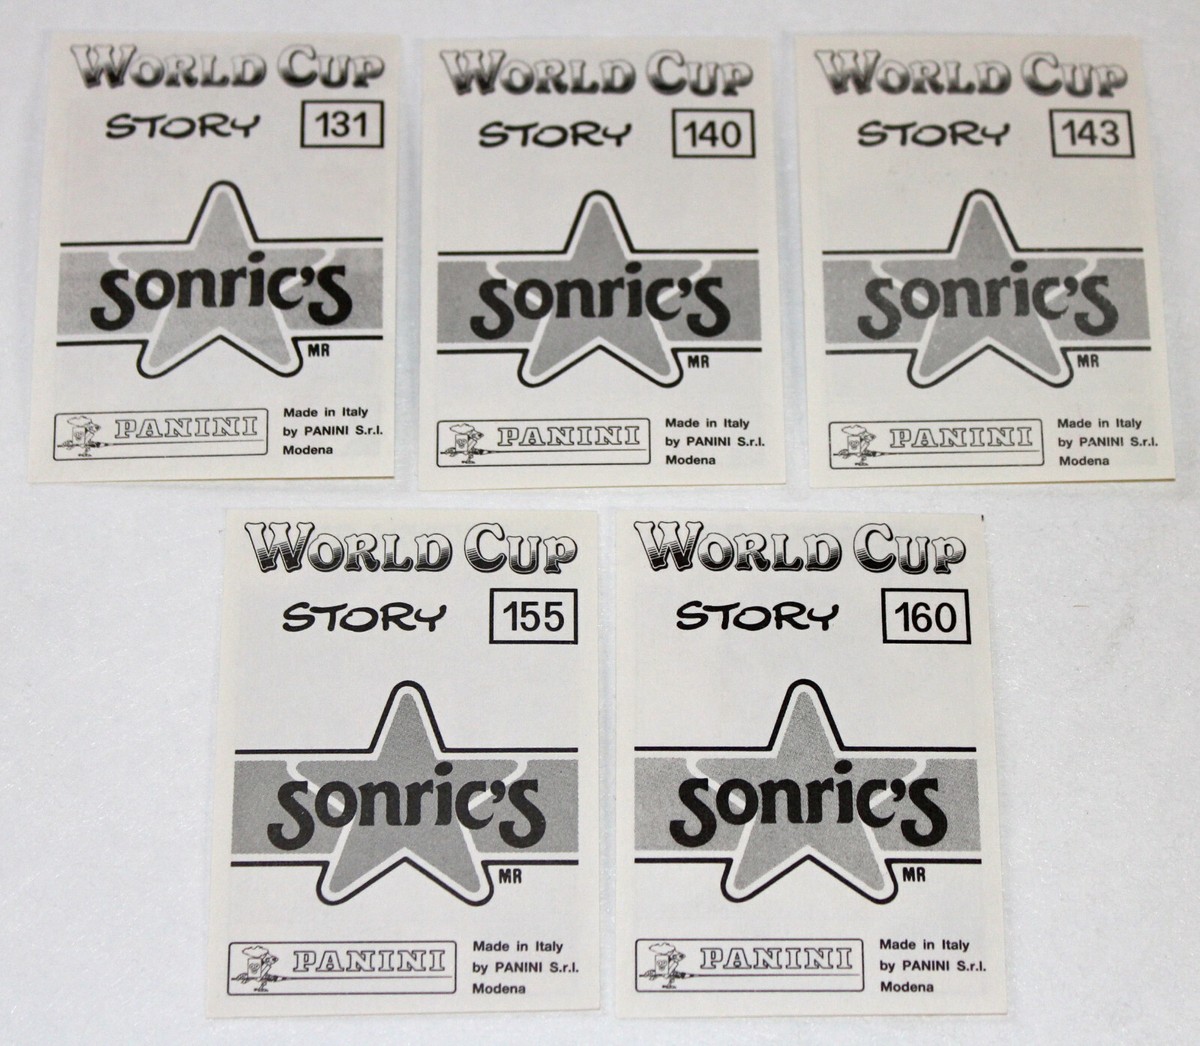 World Cup
STORY 131
sonric's
MR
PANINI
Made in Italy
by PANINI S.r.l.
Modena
World Cup
STORY 140
sonric's
MR
PANINI
Made in Italy
by PANINI S.r.l.
Modena
World Cup
STORY 143
sonric's
MR
PANINI
Made in Italy
by PANINI S.r.l.
Modena
World Cup
STORY 155
sonric's
MR
PANINI
Made in Italy
by PANINI S.r.l.
Modena
World Cup
STORY 160
sonric's
MR
PANINI
Made in Italy
by PANINI S.r.l.
Modena